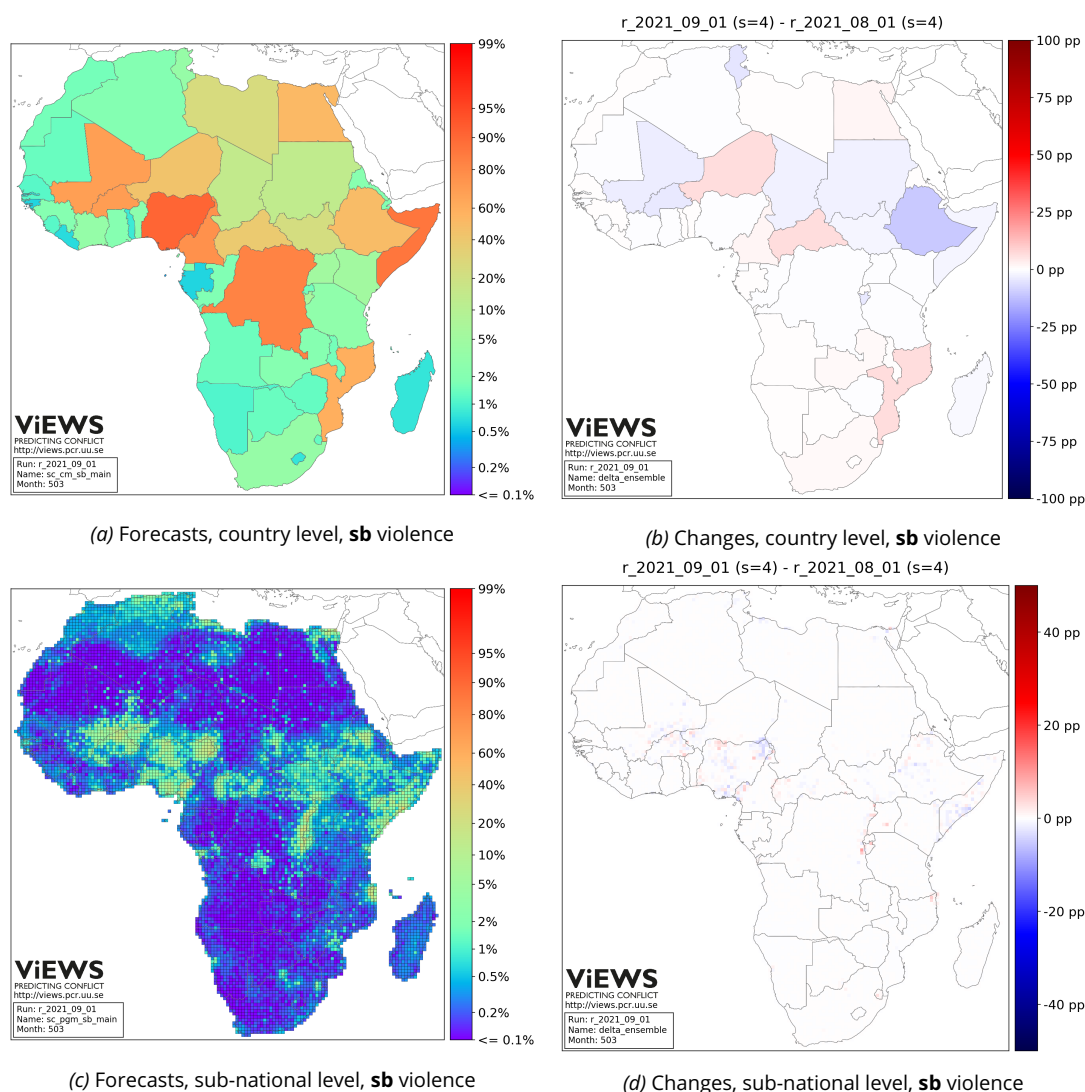 99%
95%
90%
80%
60%
40%
20%
10%
5%
2%
1%
0.5%
0.2%
<= 0.1%
ViEWS
PREDICTING CONFLICT
http://views.pcr.uu.se
Run: r_2021_09_01
Name: sc_cm_sb_main
Month: 503
(a) Forecasts, country level, sb violence
r_2021_09_01 (s=4) - r_2021_08_01 (s=4)
100 pp
75 pp
50 pp
25 pp
0 pp
-25 pp
-50 pp
-75 pp
-100 pp
ViEWS
PREDICTING CONFLICT
http://views.pcr.uu.se
Run: r_2021_09_01
Name: delta_ensemble
Month: 503
(b) Changes, country level, sb violence
99%
95%
90%
80%
60%
40%
20%
10%
5%
2%
1%
0.5%
0.2%
<= 0.1%
ViEWS
PREDICTING CONFLICT
http://views.pcr.uu.se
Run: r_2021_09_01
Name: sc_pgm_sb_main
Month: 503
(c) Forecasts, sub-national level, sb violence
r_2021_09_01 (s=4) - r_2021_08_01 (s=4)
40 pp
20 pp
0 pp
-20 pp
-40 pp
ViEWS
PREDICTING CONFLICT
http://views.pcr.uu.se
Run: r_2021_09_01
Name: delta_ensemble
Month: 503
(d) Changes, sub-national level, sb violence